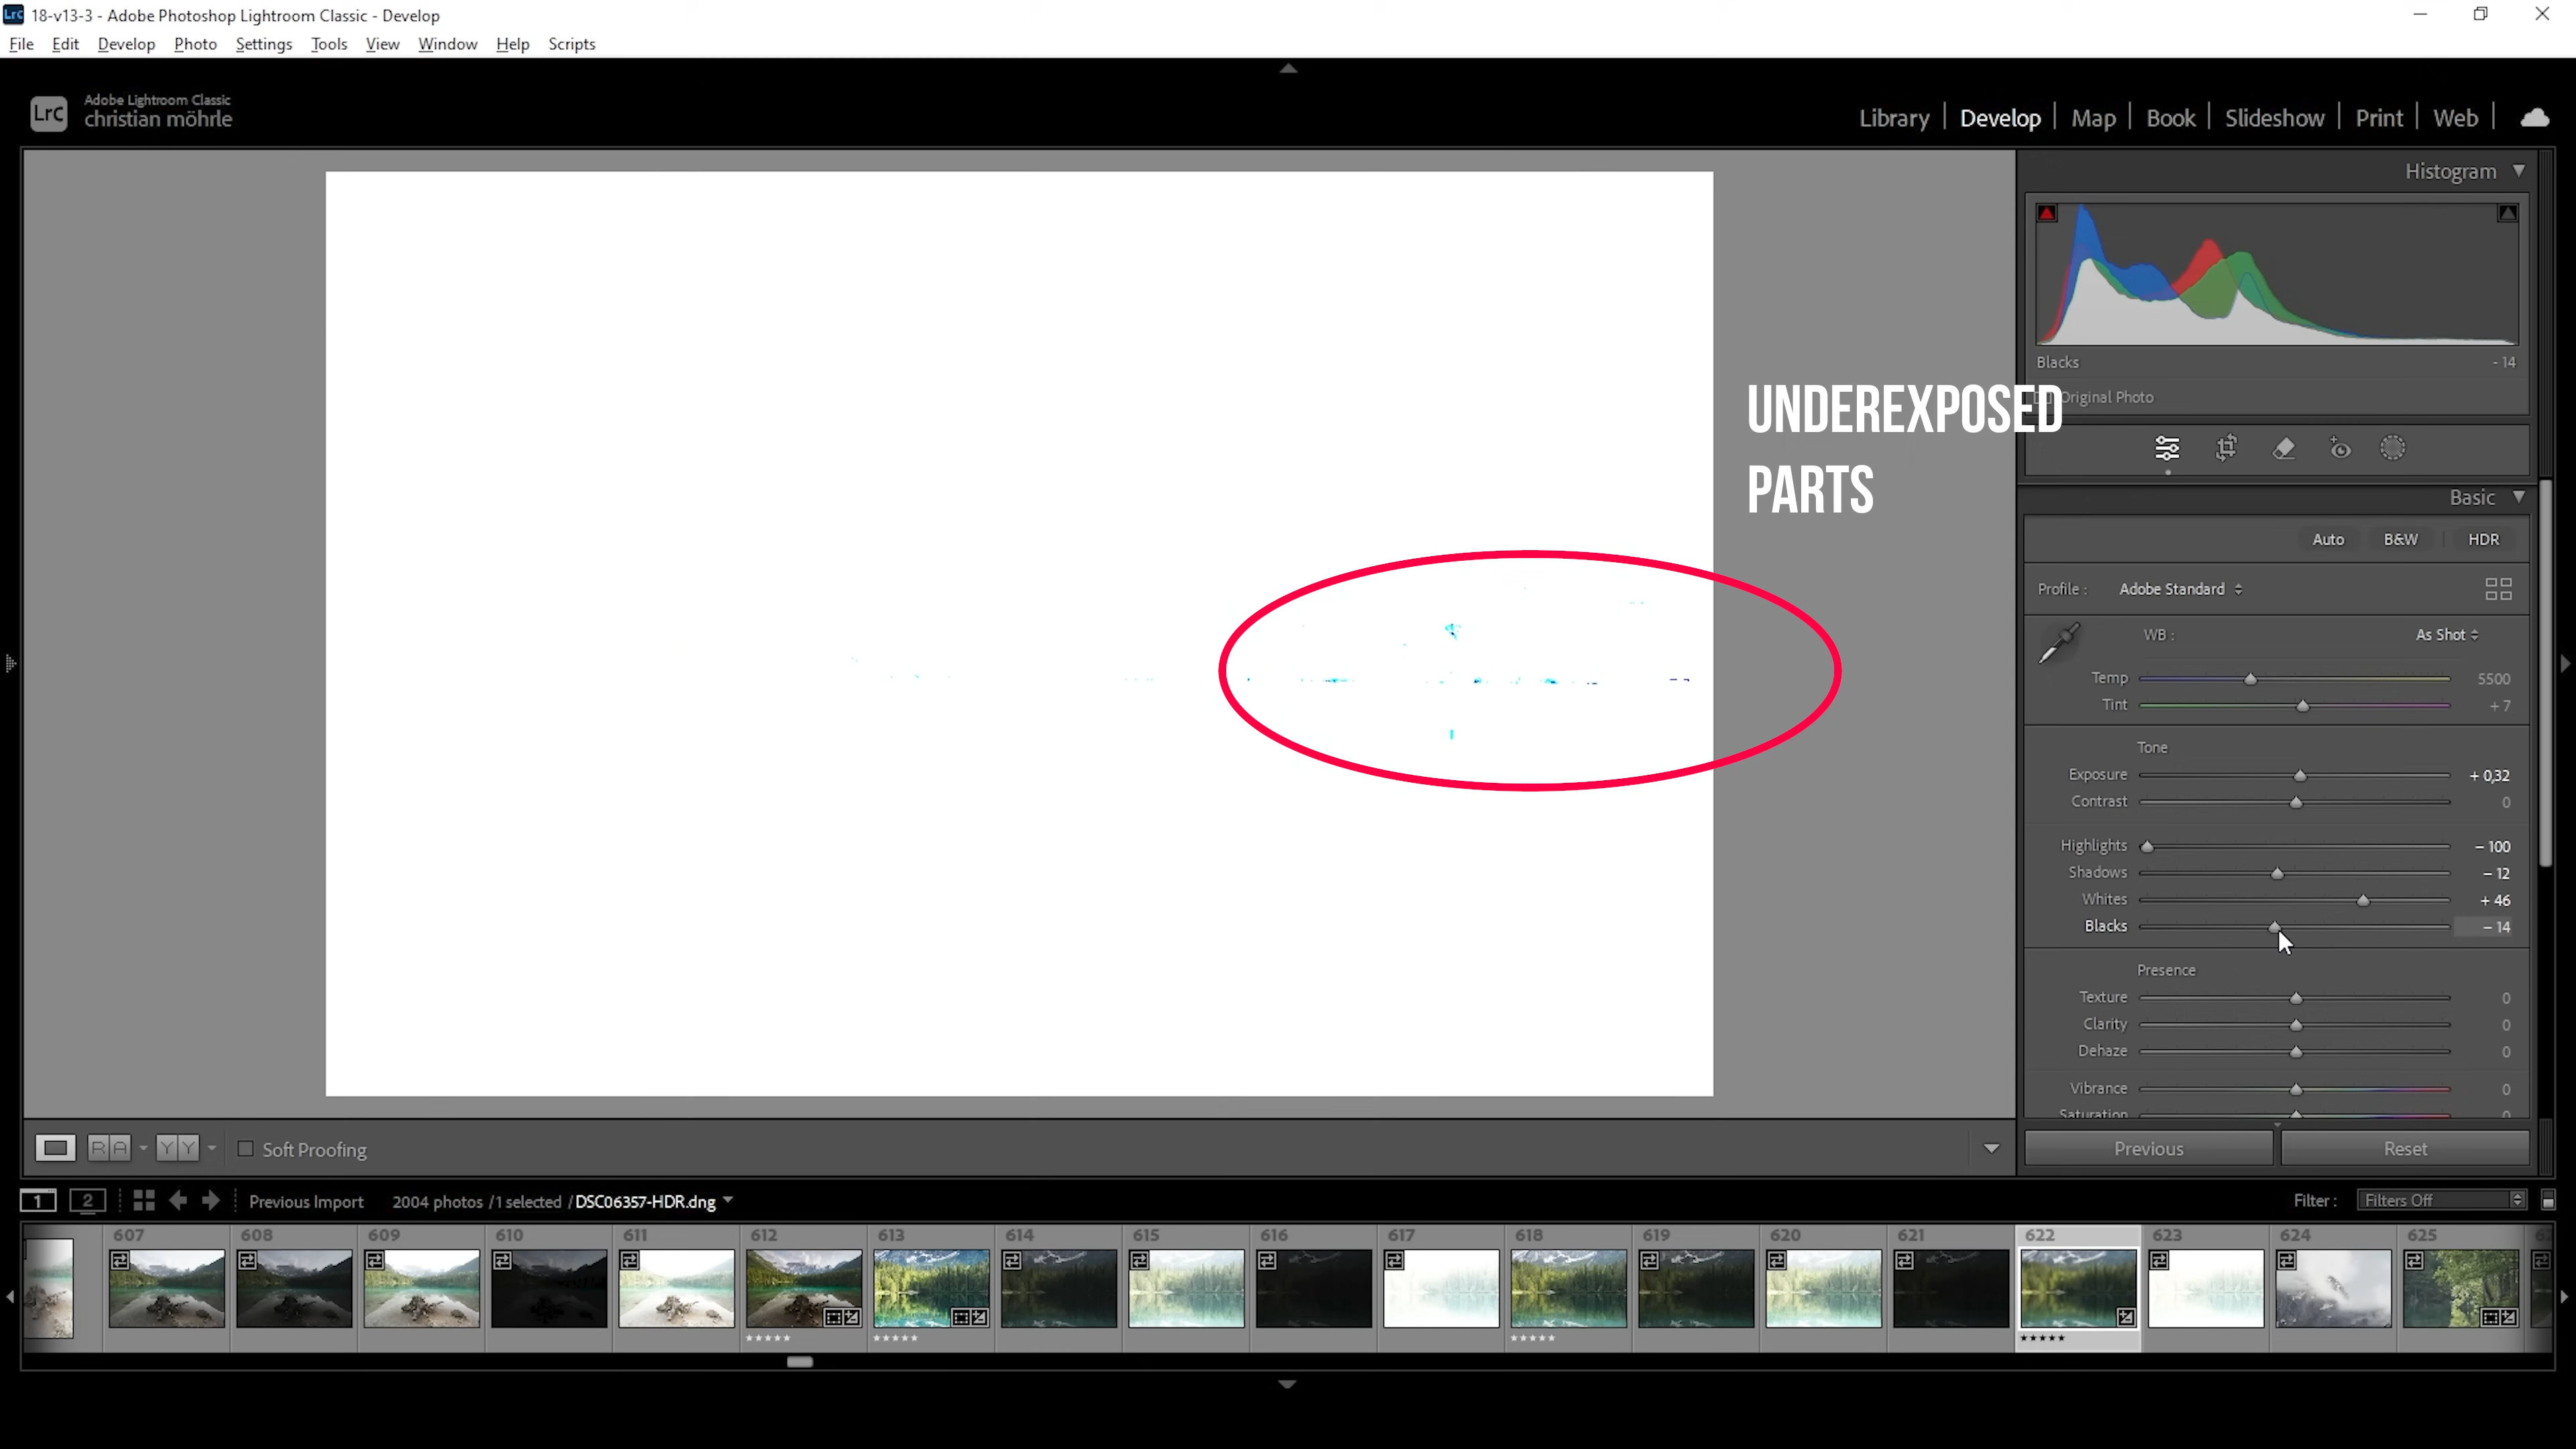 Lrc 18-v13-3 - Adobe Photoshop Lightroom Classic - Develop
File Edit Develop Photo Settings Tools View Window Help Scripts
Lrc Adobe Lightroom Classic
christian möhrle
Library | Develop | Map | Book | Slideshow | Print | Web |
Histogram
Blacks - 14
Original Photo
UNDEREXPOSED
PARTS
Basic
Auto B&W HDR
Profile : Adobe Standard
WB : As Shot
Temp 5500
Tint + 7
Tone
Exposure + 0,32
Contrast 0
Highlights - 100
Shadows - 12
Whites + 46
Blacks - 14
Presence
Texture 0
Clarity 0
Dehaze 0
Vibrance 0
Saturation 0
R A Y Y Soft Proofing
Previous Reset
1 2 Previous Import 2004 photos / 1 selected / DSC06357-HDR.dng
Filter : Filters Off
607 608 609 610 611 612 613 614 615 616 617 618 619 620 621 622 623 624 625